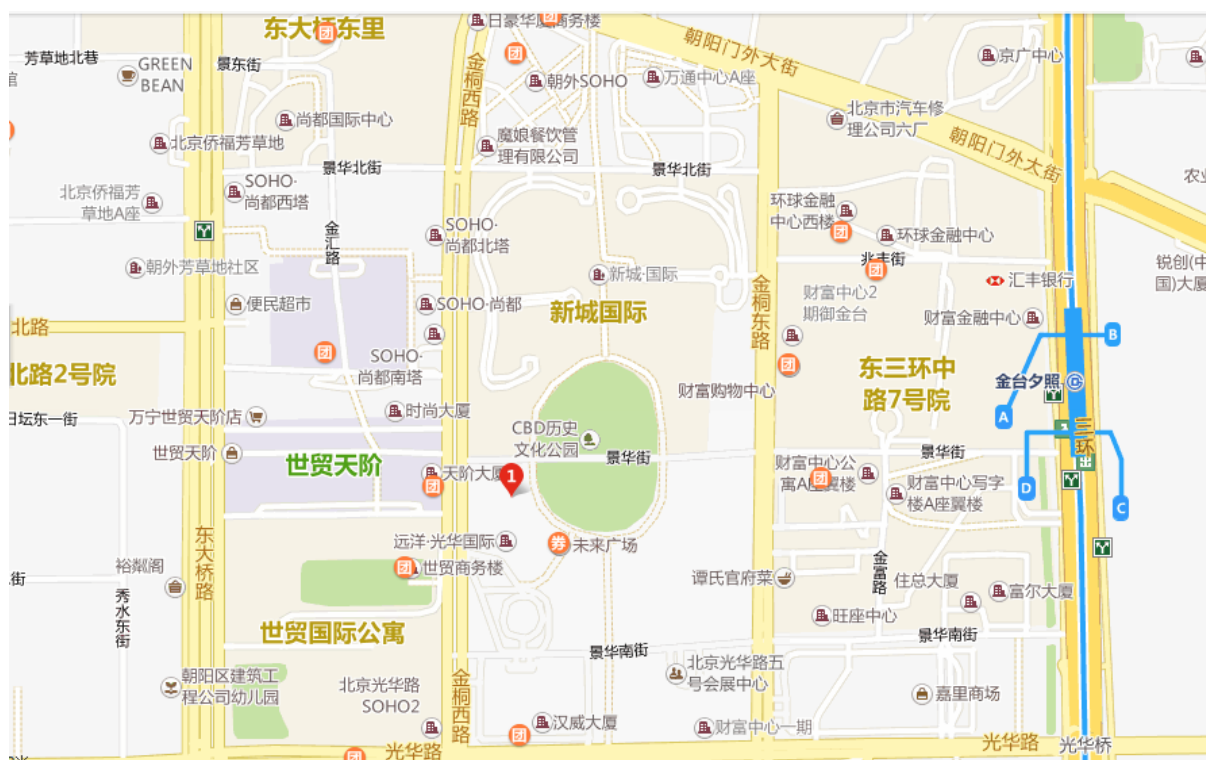 日豪华庭商务楼
东大桥东里
芳草地北巷
馆
GREEN
BEAN
景东街
金桐西路
朝外SOHO
万通中心A座
朝阳门外大街
京广中心
北京市汽车修
理公司六厂
尚都国际中心
北京侨福芳草地
魔娘餐饮管
理有限公司
朝阳门外大街
景华北街
景华北街
北京侨福芳
草地A座
SOHO·
尚都西塔
金汇路
SOHO·
尚都北塔
环球金融
中心西楼
环球金融中心
兆丰街
朝外芳草地社区
新城·国际
汇丰银行
锐创(中
国)大厦
财富中心2
期御金台
便民超市
SOHO·尚都
新城国际
金桐东路
财富金融中心
北路
B
SOHO·
尚都南塔
北路2号院
东三环中
路7号院
金台夕照
财富购物中心
A
日坛东一街
万宁世贸天阶店
时尚大厦
CBD历史
文化公园
三环
世贸天阶
世贸天阶
景华街
景华街
天阶大厦
1
财富中心公
寓A座翼楼
财富中心写字
楼A座翼楼
D
C
东大桥路
远洋·光华国际
券
未来广场
裕粼阁
世贸商务楼
街
秀水东街
谭氏官府菜
金富路
住总大厦
富尔大厦
旺座中心
世贸国际公寓
景华南街
景华南街
朝阳区建筑工
程公司幼儿园
北京光华路
SOHO2
金桐西路
北京光华路五
号会展中心
嘉里商场
汉威大厦
财富中心一期
光华路
光华路
光华桥
团
团
团
团
团
团
团
团
团
团
团
团